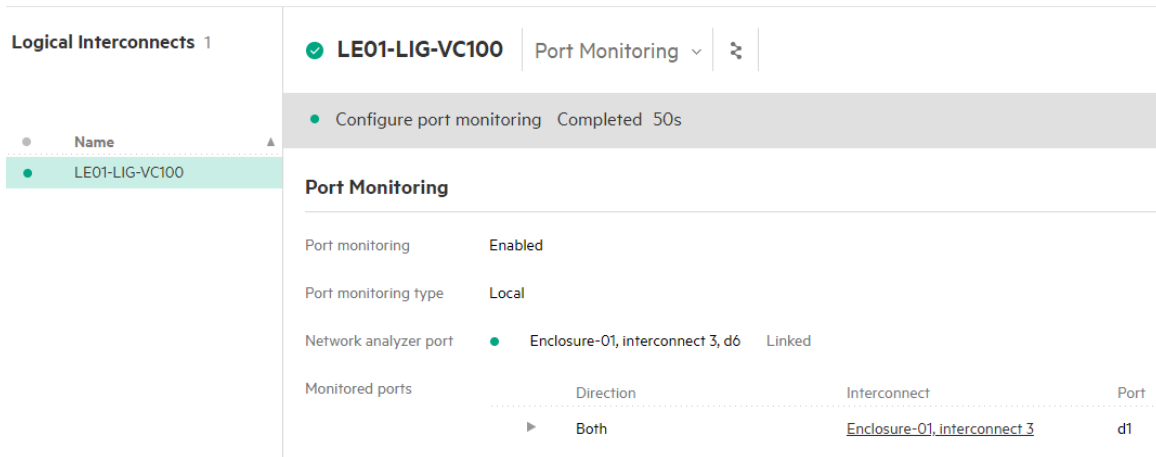 Logical Interconnects 1
LE01-LIG-VC100 Port Monitoring
Configure port monitoring Completed 50s
Name
LE01-LIG-VC100
Port Monitoring
Port monitoring Enabled
Port monitoring type Local
Network analyzer port Enclosure-01, interconnect 3, d6 Linked
Monitored ports Direction Interconnect Port
Both Enclosure-01, interconnect 3 d1